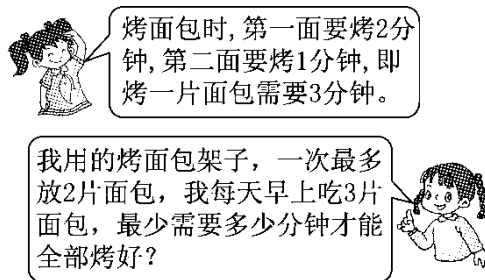 烤面包时,第一面要烤2分
钟,第二面要烤1分钟,即
烤一片面包需要3分钟。
我用的烤面包架子，一次最多
放2片面包，我每天早上吃3片
面包，最少需要多少分钟才能
全部烤好？